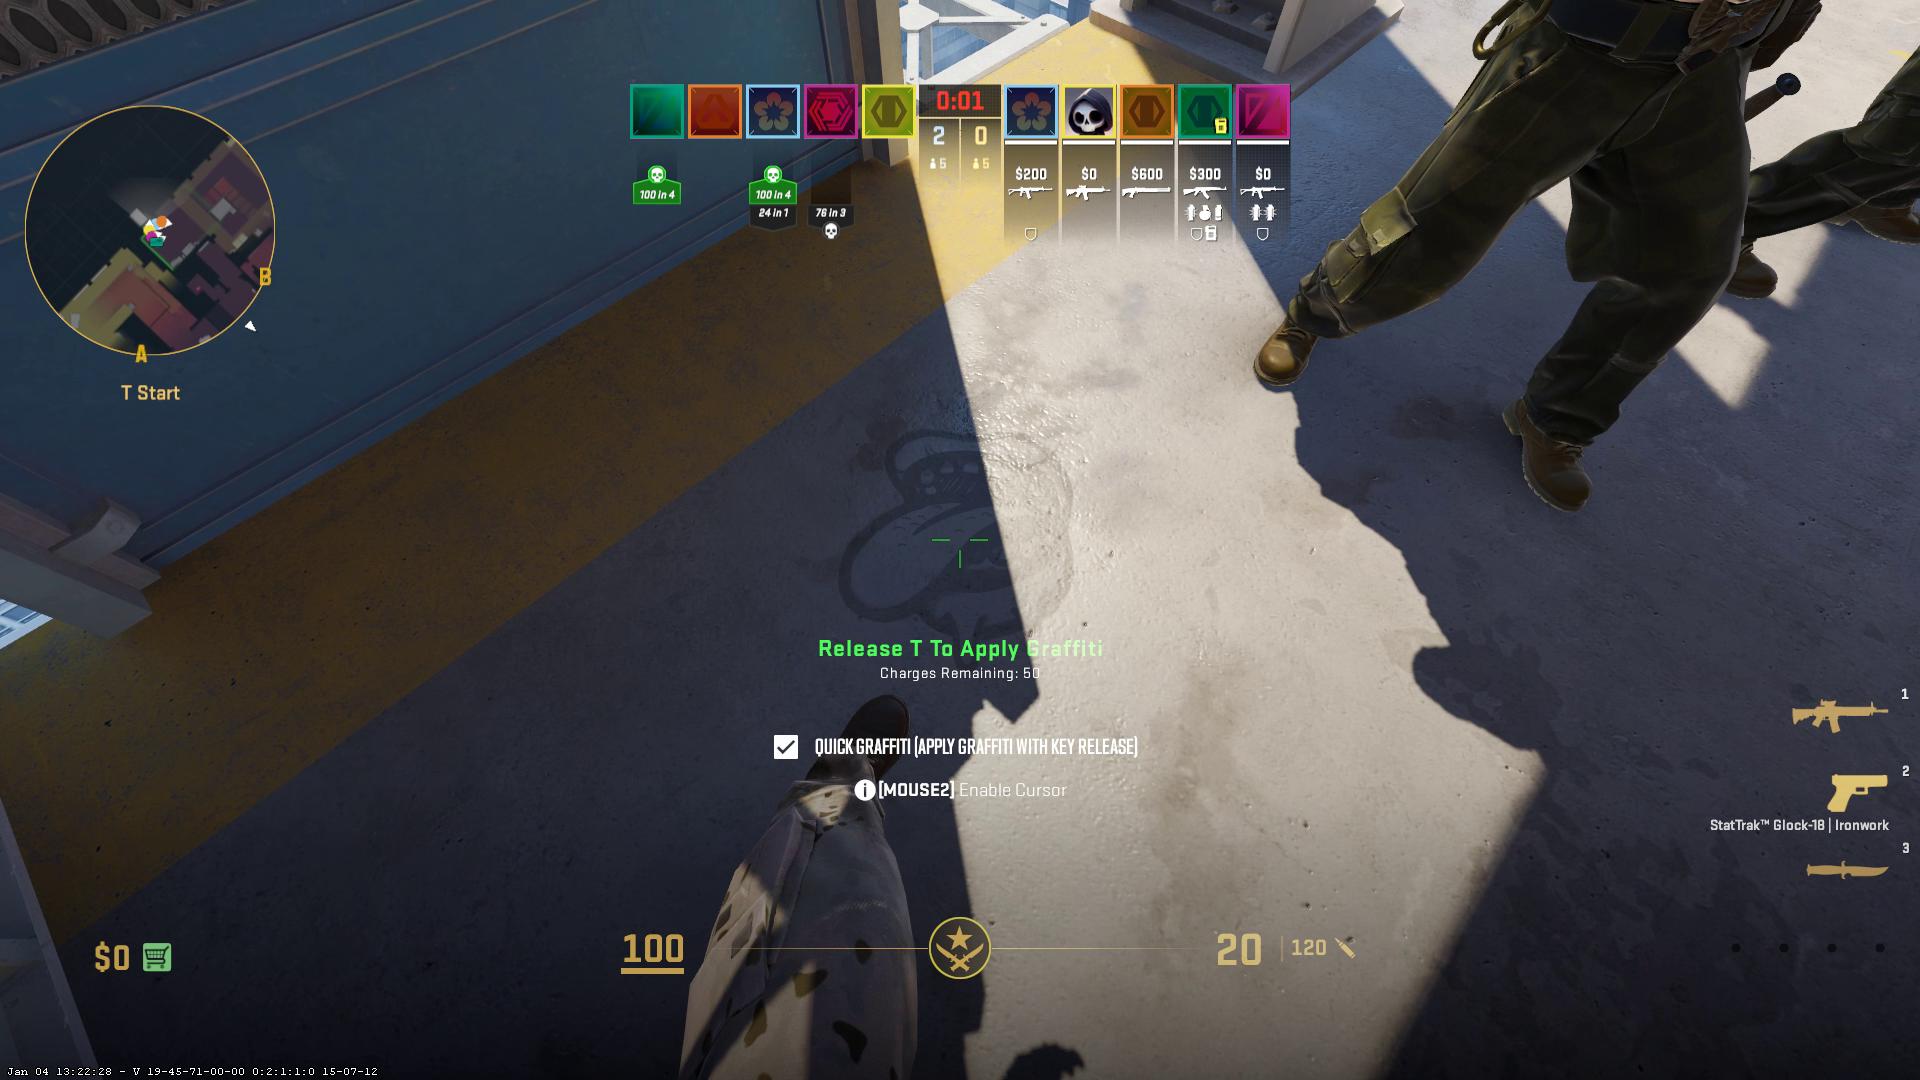 0:01
2
0
5
5
$200
$0
$600
$300
$0
100 in 4
100 in 4
24 in 1
76 in 3
B
A
T Start
Release T To Apply Graffiti
Charges Remaining: 50
QUICK GRAFFITI (APPLY GRAFFITI WITH KEY RELEASE)
[MOUSE2] Enable Cursor
1
2
StatTrak™ Glock-18 | Ironwork
3
$0
100
20
120
Jan 04 13:22:28 - V 19-45-71-00-00 0:2:1:1:0 15-07-12